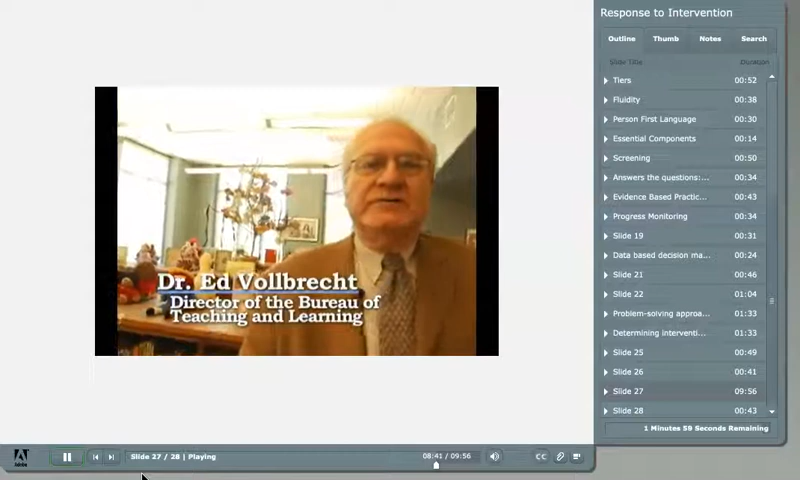 Response to Intervention
Outline Thumb Notes Search
Slide Title Duration
Tiers 00:52
Fluidity 00:38
Person First Language 00:30
Essential Components 00:14
Screening 00:50
Answers the questions:... 00:34
Evidence Based Practic... 00:43
Progress Monitoring 00:34
Slide 19 00:31
Data based decision ma... 00:24
Slide 21 00:46
Slide 22 01:04
Problem-solving approa... 01:33
Determining interventi... 01:33
Slide 25 00:49
Slide 26 00:41
Slide 27 09:56
Slide 28 00:43
1 Minutes 59 Seconds Remaining
Dr. Ed Vollbrecht
Director of the Bureau of
Teaching and Learning
Slide 27 / 28 | Playing
08:41 / 09:56
CC
Adobe